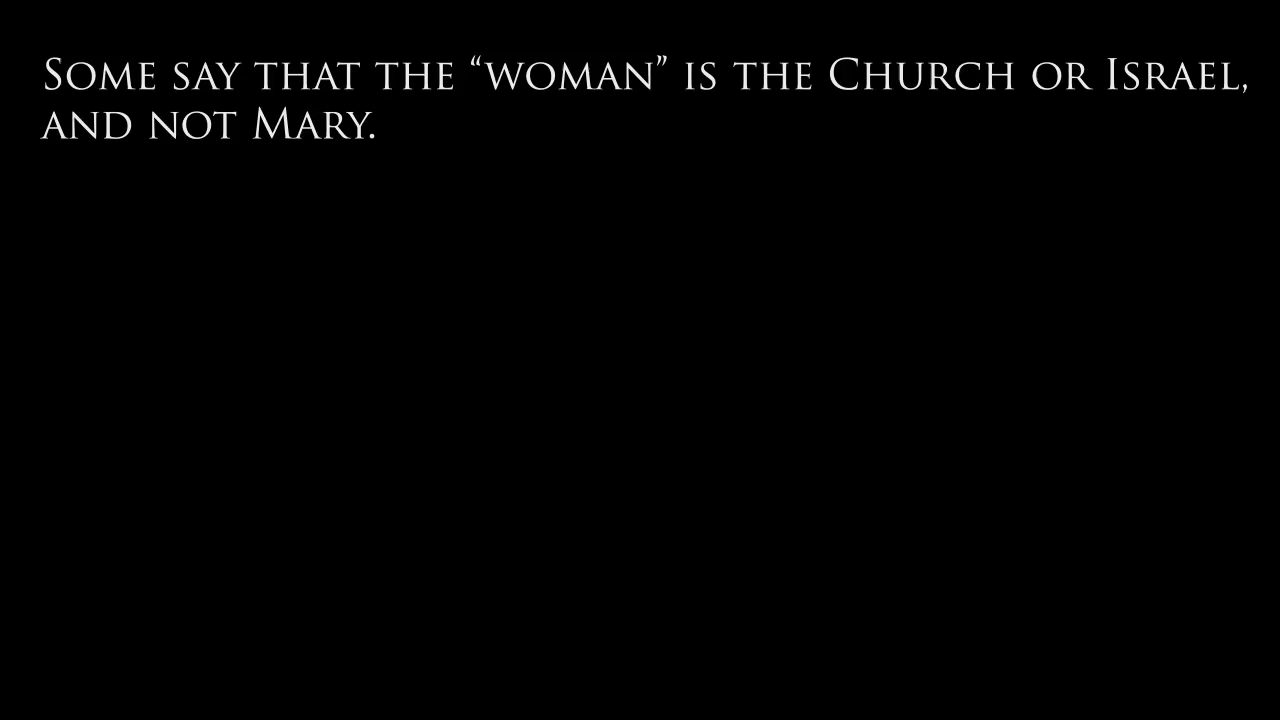 Some say that the “woman” is the Church or Israel,
and not Mary.